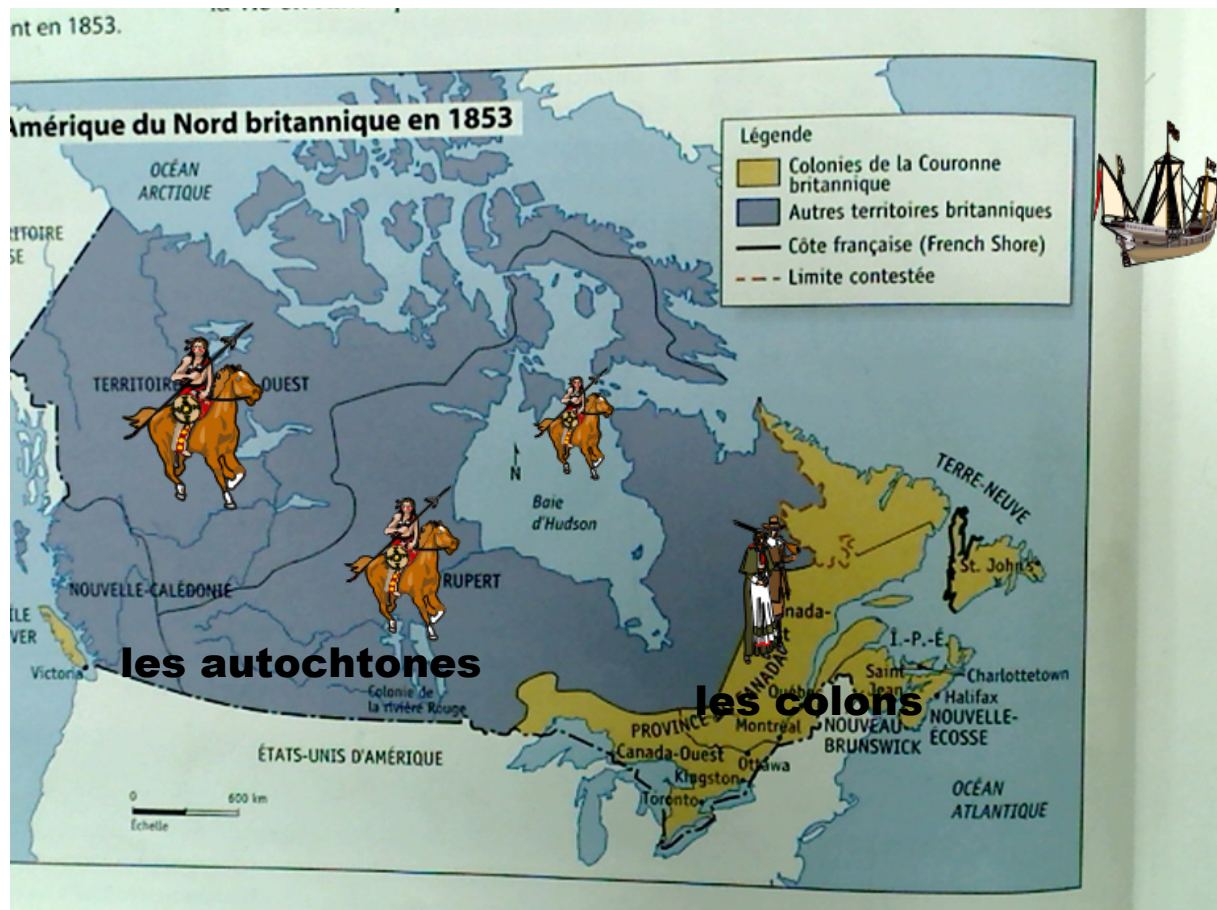 nt en 1853.
Amérique du Nord britannique en 1853
Légende
Colonies de la Couronne
britannique
Autres territoires britanniques
Côte française (French Shore)
Limite contestée
OCÉAN
ARCTIQUE
TERRITOIRE
OUEST
N
Baie
d'Hudson
TERRE-NEUVE
St. John's
RUPERT
NOUVELLE-CALÉDONIE
Victoria
les autochtones
Colonie de
la rivière Rouge
Î.-P.-É.
Charlottetown
Saint
Jean
Halifax
les colons
Québec
PROVINCE
CANADA
Montréal
NOUVEAU-
BRUNSWICK
NOUVELLE-
ÉCOSSE
Canada-Ouest
Ottawa
Kingston
Toronto
ÉTATS-UNIS D'AMÉRIQUE
0 600 km
Échelle
OCÉAN
ATLANTIQUE